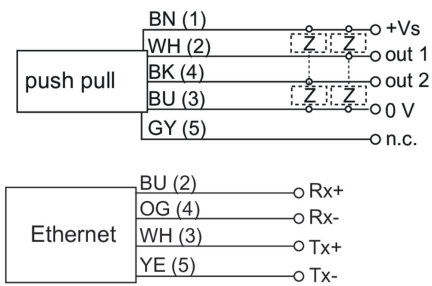 BN (1) +Vs
Z Z
WH (2) out 1
push pull
BK (4) out 2
Z Z
BU (3) 0 V
GY (5) n.c.
BU (2) Rx+
OG (4) Rx-
Ethernet
WH (3) Tx+
YE (5) Tx-